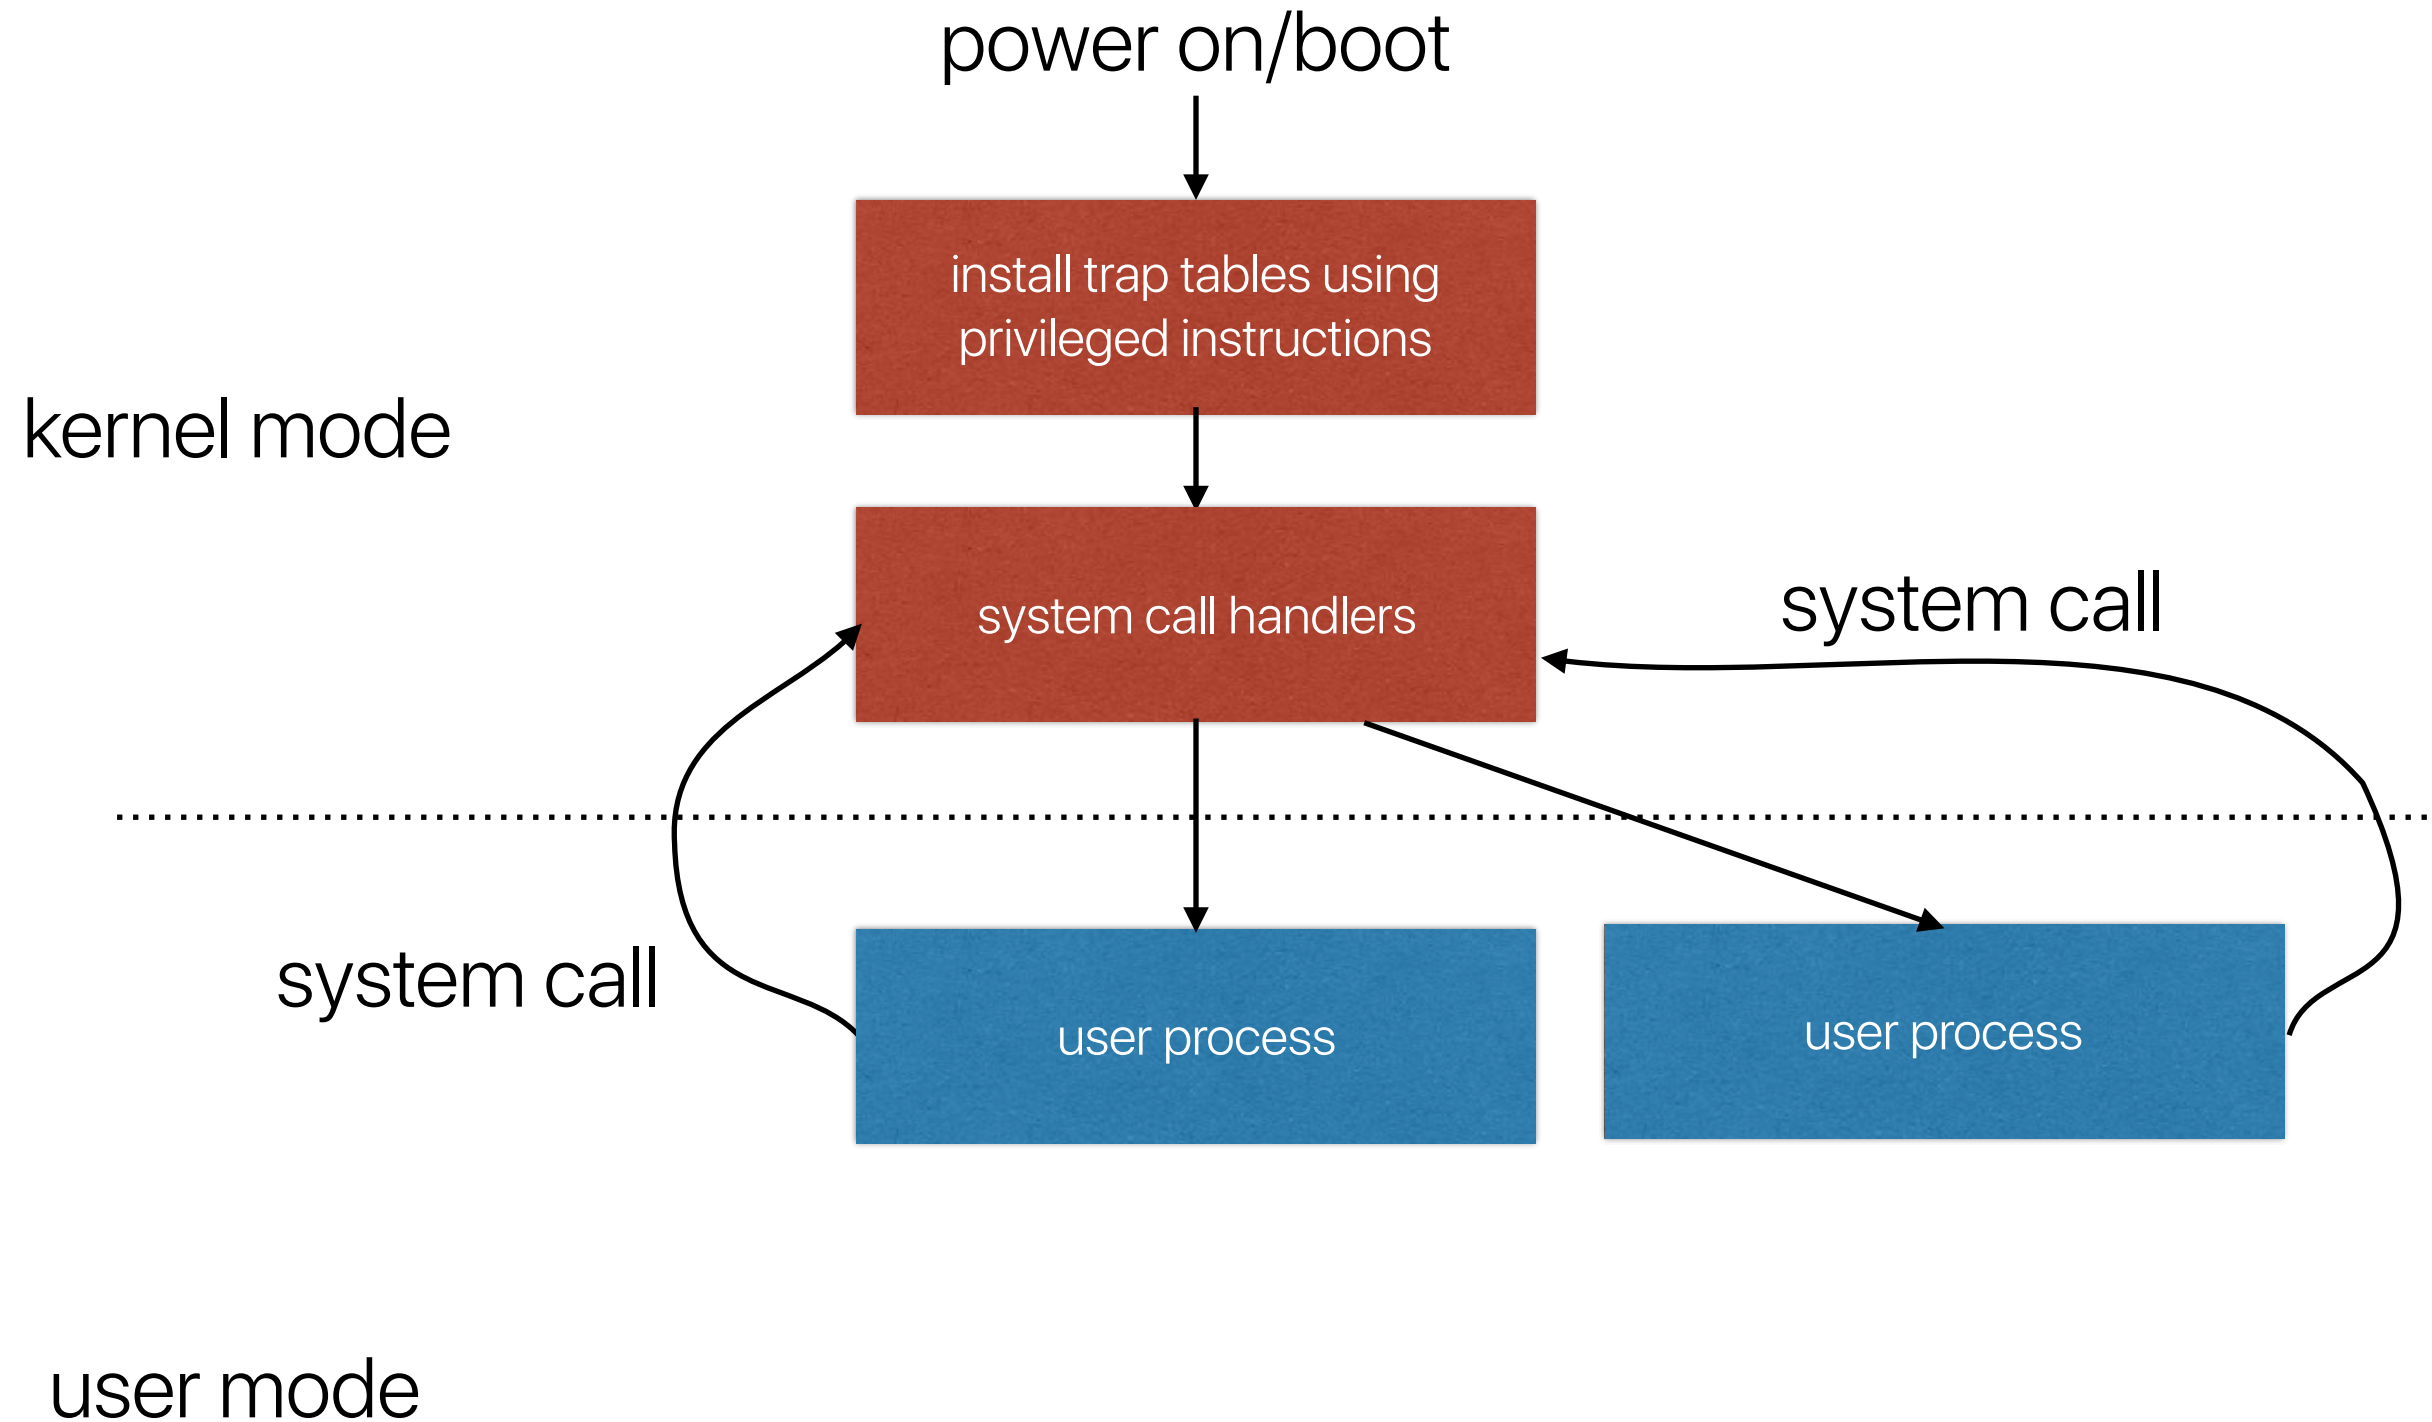 power on/boot
install trap tables using
privileged instructions
kernel mode
system call handlers
system call
system call
user process
user process
user mode